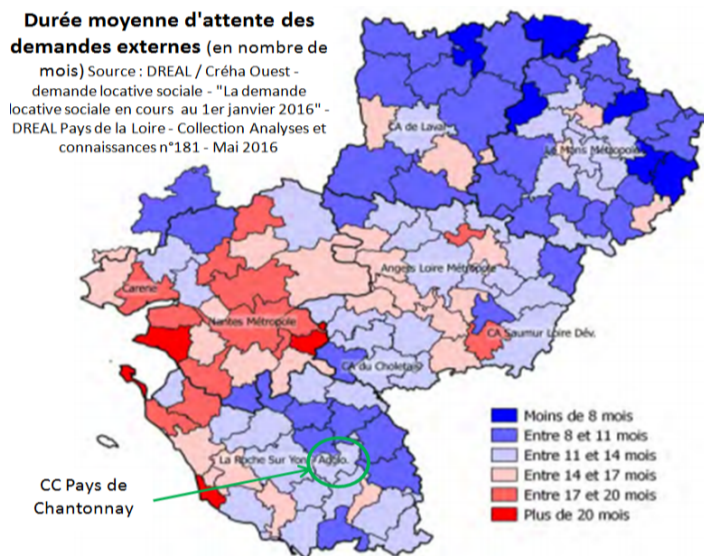 Durée moyenne d'attente des
demandes externes (en nombre de
mois) Source : DREAL / Créha Ouest -
demande locative sociale - "La demande
locative sociale en cours au 1er janvier 2016" -
DREAL Pays de la Loire - Collection Analyses et
connaissances n°181 - Mai 2016
CA de Laval
Le Mans Métropole
Angers Loire Métropole
Carene
Nantes Métropole
CA Saumur Loire Dév.
CA du Choletais
La Roche Sur Yon - Agglo.
CC Pays de
Chantonnay
Moins de 8 mois
Entre 8 et 11 mois
Entre 11 et 14 mois
Entre 14 et 17 mois
Entre 17 et 20 mois
Plus de 20 mois